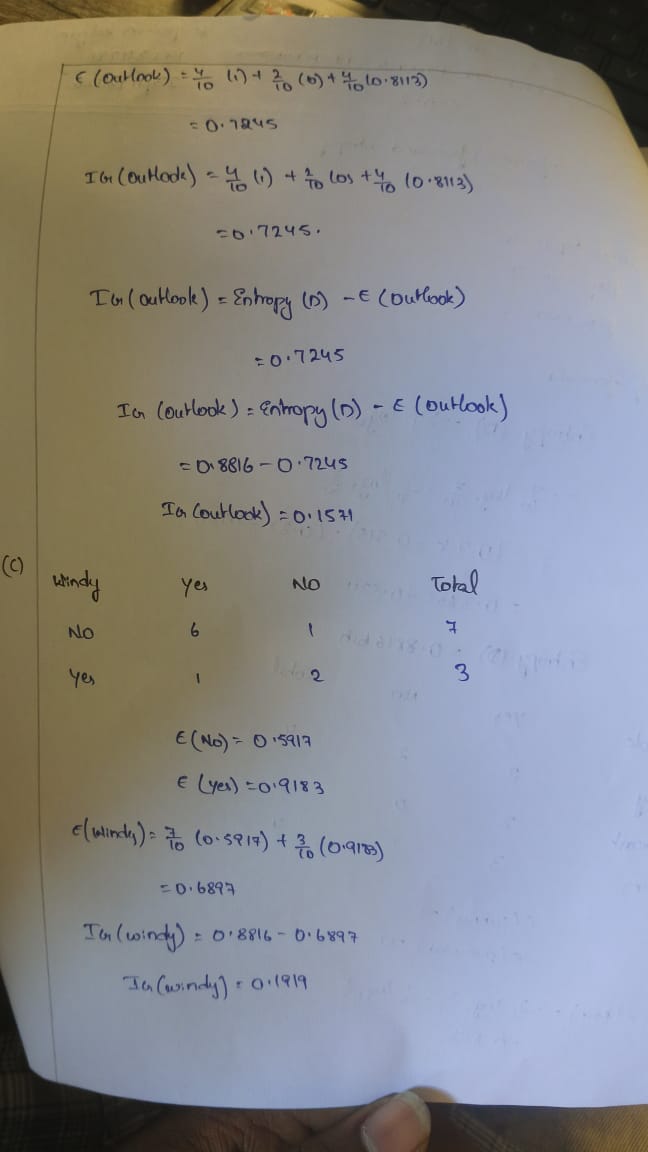 E (Outlook) = 4/10 (1) + 2/10 (0) + 4/10 (0.8113)
= 0.7245
IG (Outlook) = 4/10 (1) + 2/10 (0) + 4/10 (0.8113)
= 0.7245.
IG (Outlook) = Entropy (D) - E (Outlook)
= 0.7245
IG (Outlook) = Entropy (D) - E (Outlook)
= 0.8816 - 0.7245
IG (outlook) = 0.1571
(C)
Windy Yes NO Total
NO 6 1 7
Yes 1 2 3
E (No) = 0.5917
E (yes) = 0.9183
E(Windy) = 7/10 (0.5917) + 3/10 (0.9183)
= 0.6897
IG (windy) = 0.8816 - 0.6897
IG (windy) = 0.1919